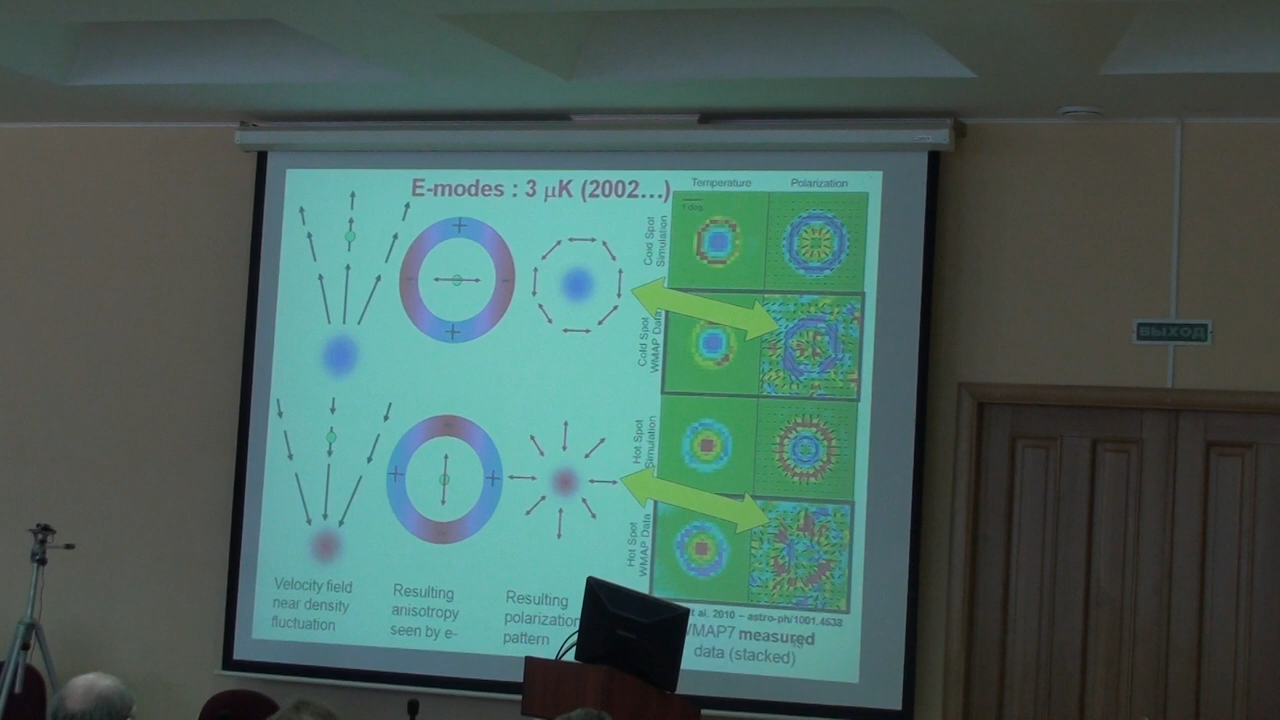 E-modes : 3 µK (2002...)
Temperature
Polarization
1 deg.
Cold Spot
Simulation
Cold Spot
WMAP Data
Hot Spot
Simulation
Hot Spot
WMAP Data
+
+
+
+
Velocity field
near density
fluctuation
Resulting
anisotropy
seen by e-
Resulting
polarization
pattern
et al. 2010 – astro-ph/1001.4538
WMAP7 measured
data (stacked)
ВЫХОД